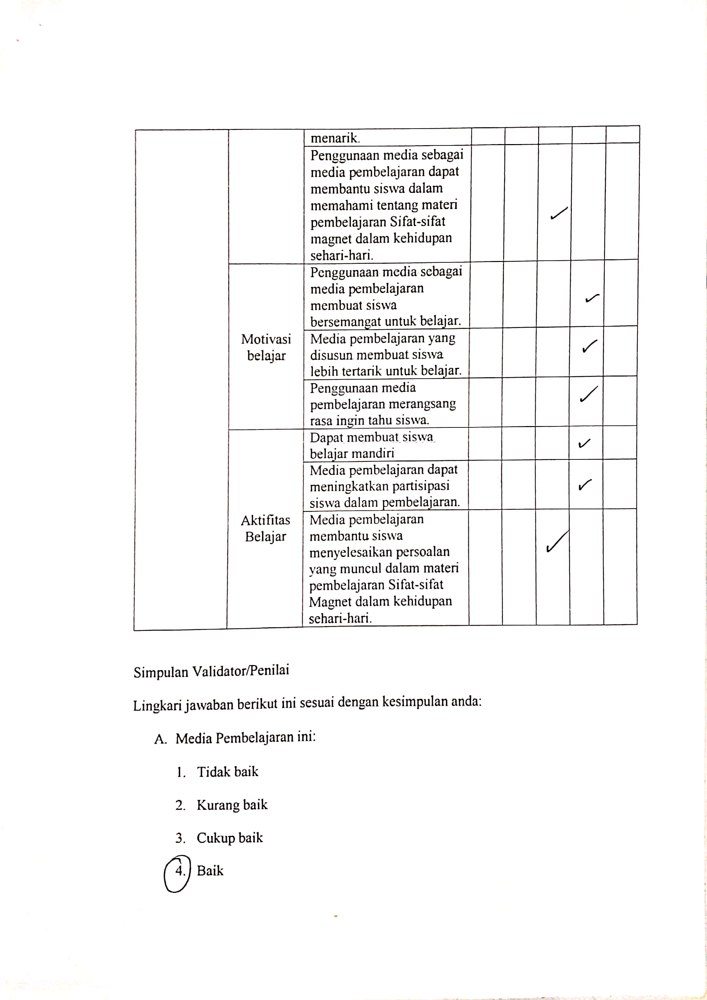 menarik.
Penggunaan media sebagai
media pembelajaran dapat
membantu siswa dalam
memahami tentang materi
pembelajaran Sifat-sifat
magnet dalam kehidupan
sehari-hari.
Motivasi
belajar
Penggunaan media sebagai
media pembelajaran
membuat siswa
bersemangat untuk belajar.
Media pembelajaran yang
disusun membuat siswa
lebih tertarik untuk belajar.
Penggunaan media
pembelajaran merangsang
rasa ingin tahu siswa.
Aktifitas
Belajar
Dapat membuat siswa
belajar mandiri
Media pembelajaran dapat
meningkatkan partisipasi
siswa dalam pembelajaran.
Media pembelajaran
membantu siswa
menyelesaikan persoalan
yang muncul dalam materi
pembelajaran Sifat-sifat
Magnet dalam kehidupan
sehari-hari.
Simpulan Validator/Penilai
Lingkari jawaban berikut ini sesuai dengan kesimpulan anda:
A. Media Pembelajaran ini:
1. Tidak baik
2. Kurang baik
3. Cukup baik
4. Baik